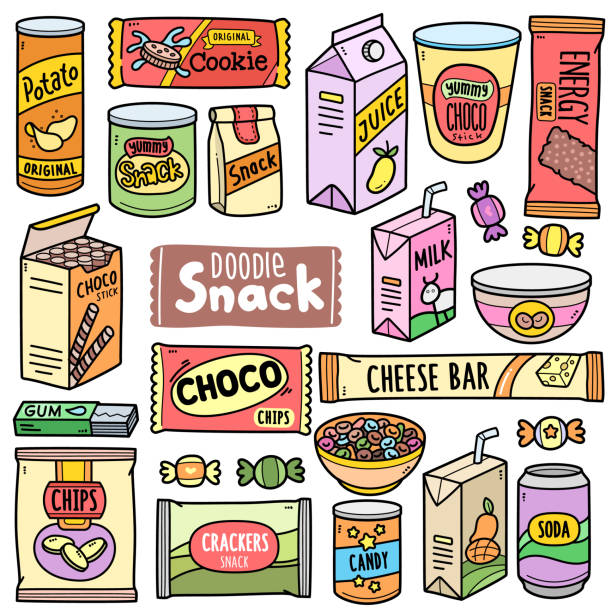 Potato
ORIGINAL
ORIGINAL
Cookie
yummy
Snack
Snack
JUICE
yummy
CHOCO
stick
ENERGY
SNACK
CHOCO
STICK
DOODLE
Snack
MILK
CHOCO
CHIPS
CHEESE BAR
GUM
CHIPS
CRACKERS
SNACK
CANDY
SODA